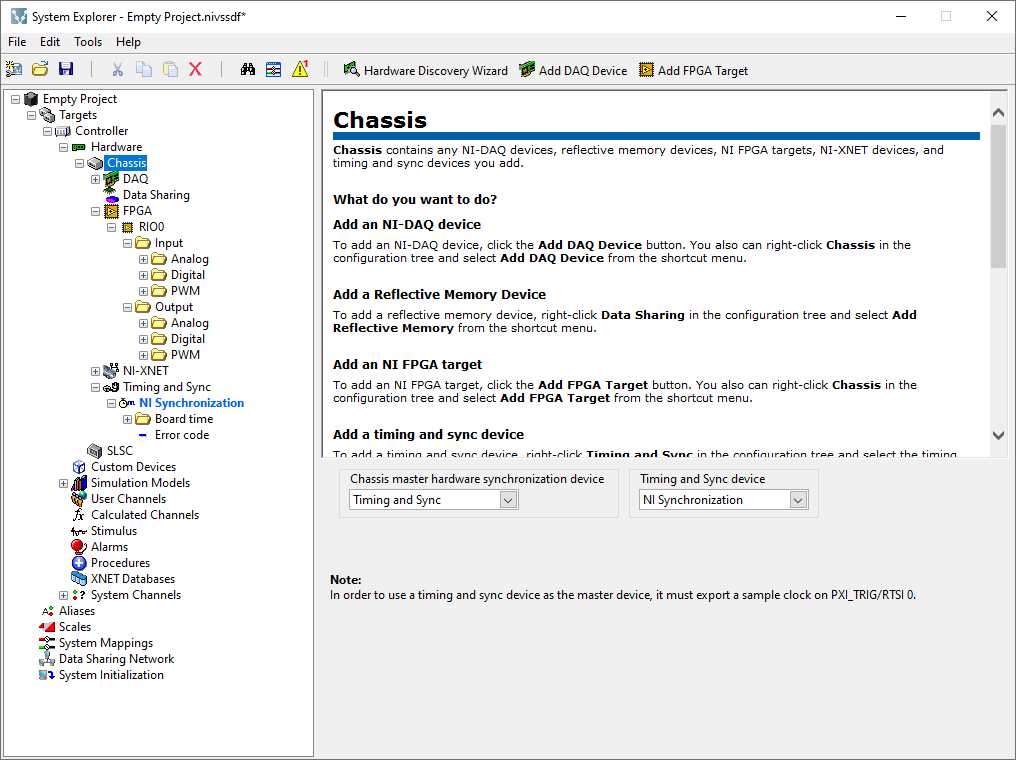 System Explorer - Empty Project.nivssdf*
File Edit Tools Help
Hardware Discovery Wizard Add DAQ Device Add FPGA Target
Empty Project
Targets
Controller
Hardware
Chassis
DAQ
Data Sharing
FPGA
RIO0
Input
Analog
Digital
PWM
Output
Analog
Digital
PWM
NI-XNET
Timing and Sync
NI Synchronization
Board time
Error code
SLSC
Custom Devices
Simulation Models
User Channels
Calculated Channels
Stimulus
Alarms
Procedures
XNET Databases
System Channels
Aliases
Scales
System Mappings
Data Sharing Network
System Initialization
Chassis
Chassis contains any NI-DAQ devices, reflective memory devices, NI FPGA targets, NI-XNET devices, and
timing and sync devices you add.
What do you want to do?
Add an NI-DAQ device
To add an NI-DAQ device, click the Add DAQ Device button. You also can right-click Chassis in the
configuration tree and select Add DAQ Device from the shortcut menu.
Add a Reflective Memory Device
To add a reflective memory device, right-click Data Sharing in the configuration tree and select Add
Reflective Memory from the shortcut menu.
Add an NI FPGA target
To add an NI FPGA target, click the Add FPGA Target button. You also can right-click Chassis in the
configuration tree and select Add FPGA Target from the shortcut menu.
Add a timing and sync device
To add a timing and sync device, right-click Timing and Sync in the configuration tree and select the timing
Chassis master hardware synchronization device
Timing and Sync
Timing and Sync device
NI Synchronization
Note:
In order to use a timing and sync device as the master device, it must export a sample clock on PXI_TRIG/RTSI 0.